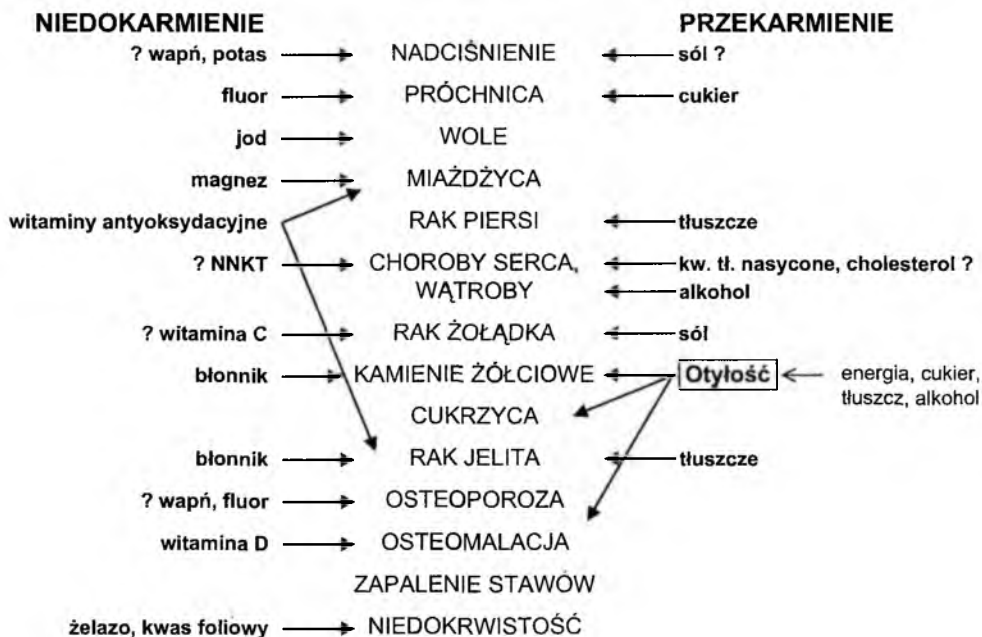 NIEDOKARMIENIE PRZEKARMIENIE
? wapń, potas NADCIŚNIENIE sól ?
fluor PRÓCHNICA cukier
jod WOLE
magnez MIAŻDŻYCA
witaminy antyoksydacyjne RAK PIERSI tłuszcze
? NNKT CHOROBY SERCA, kw. tł. nasycone, cholesterol ?
WĄTROBY alkohol
? witamina C RAK ŻOŁĄDKA sól
błonnik KAMIENIE ŻÓŁCIOWE Otyłość energia, cukier,
tłuszcz, alkohol
CUKRZYCA
błonnik RAK JELITA tłuszcze
? wapń, fluor OSTEOPOROZA
witamina D OSTEOMALACJA
ZAPALENIE STAWÓW
żelazo, kwas foliowy NIEDOKRWISTOŚĆ